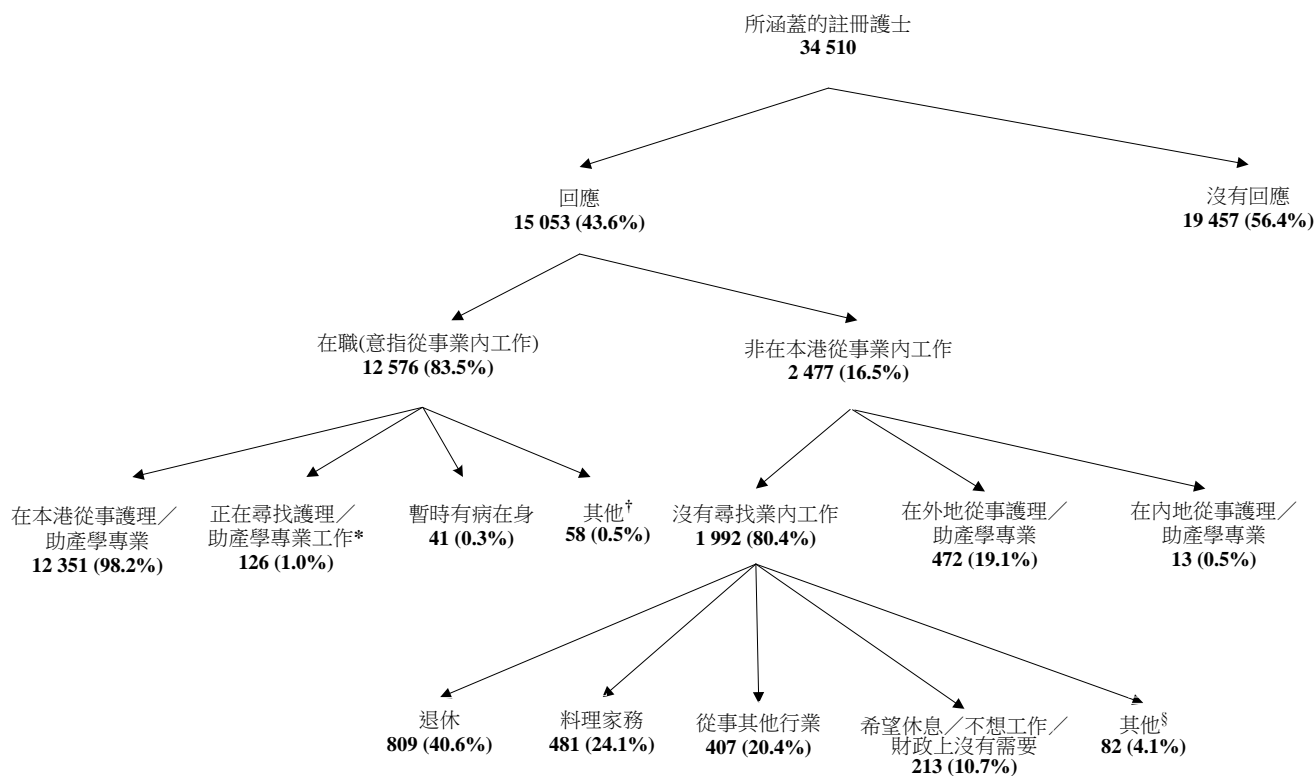 所涵蓋的註冊護士
34 510
回應
15 053 (43.6%)
沒有回應
19 457 (56.4%)
在職(意指從事業內工作)
12 576 (83.5%)
非在本港從事業內工作
2 477 (16.5%)
在本港從事護理／
助產學專業
12 351 (98.2%)
正在尋找護理／
助產學專業工作*
126 (1.0%)
暫時有病在身
41 (0.3%)
其他†
58 (0.5%)
沒有尋找業內工作
1 992 (80.4%)
在外地從事護理／
助產學專業
472 (19.1%)
在內地從事護理／
助產學專業
13 (0.5%)
退休
809 (40.6%)
料理家務
481 (24.1%)
從事其他行業
407 (20.4%)
希望休息／不想工作／
財政上沒有需要
213 (10.7%)
其他§
82 (4.1%)